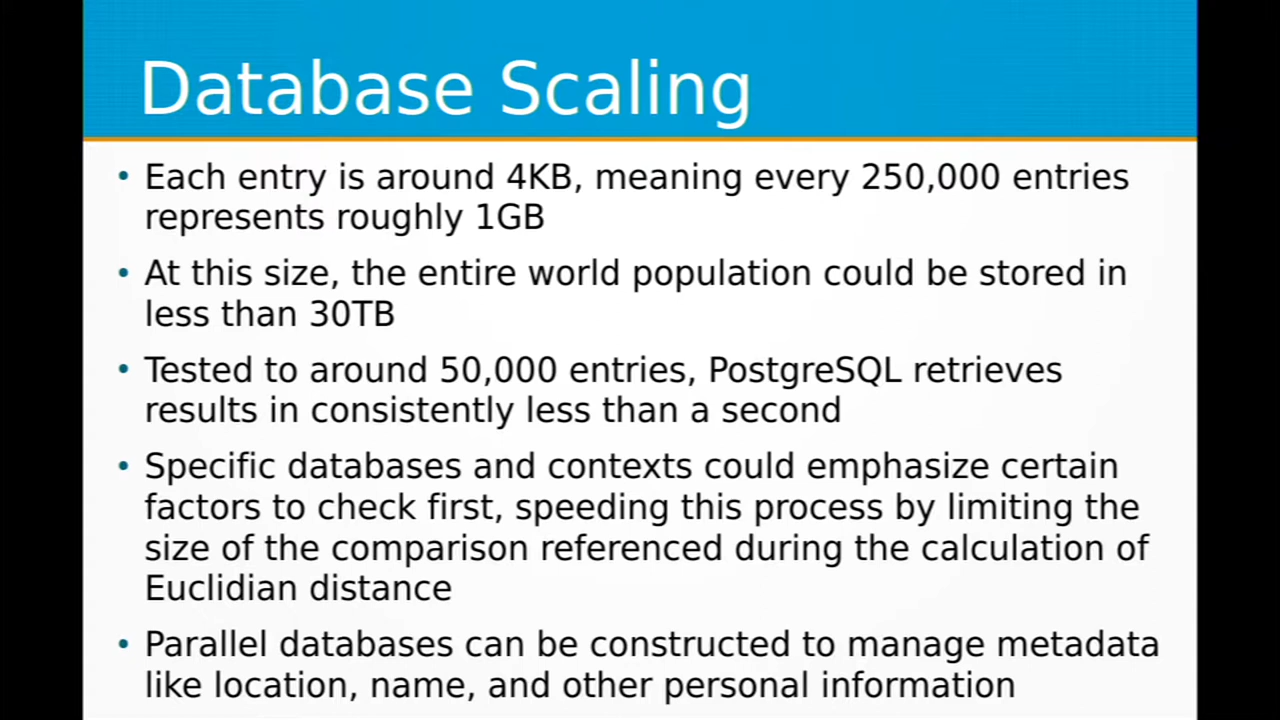 Database Scaling
• Each entry is around 4KB, meaning every 250,000 entries
represents roughly 1GB
• At this size, the entire world population could be stored in
less than 30TB
• Tested to around 50,000 entries, PostgreSQL retrieves
results in consistently less than a second
• Specific databases and contexts could emphasize certain
factors to check first, speeding this process by limiting the
size of the comparison referenced during the calculation of
Euclidian distance
• Parallel databases can be constructed to manage metadata
like location, name, and other personal information